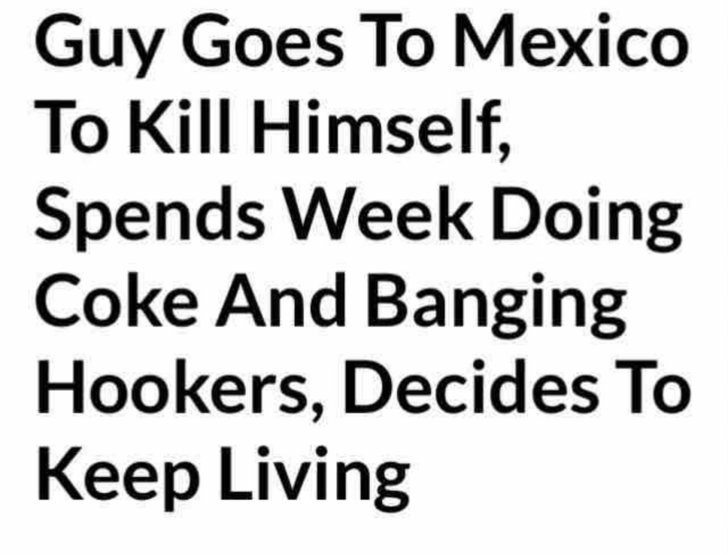 Guy Goes To Mexico
To Kill Himself,
Spends Week Doing
Coke And Banging
Hookers, Decides To
Keep Living